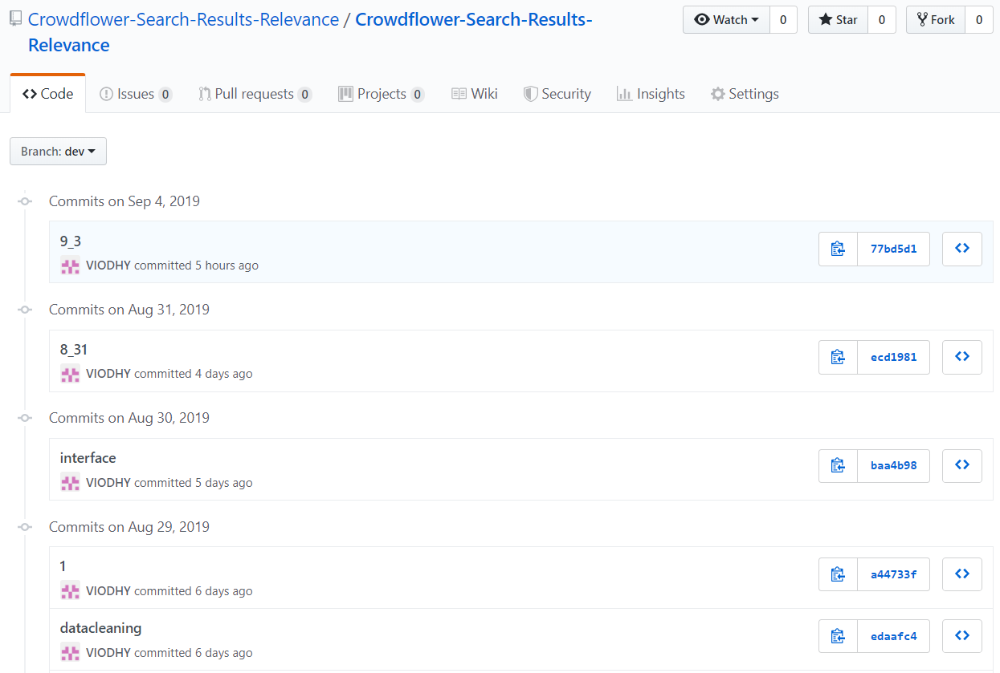 Crowdflower-Search-Results-Relevance / Crowdflower-Search-Results-
Relevance
Watch 0 Star 0 Fork 0
Code Issues 0 Pull requests 0 Projects 0 Wiki Security Insights Settings
Branch: dev
Commits on Sep 4, 2019
9_3
VIODHY committed 5 hours ago
77bd5d1
Commits on Aug 31, 2019
8_31
VIODHY committed 4 days ago
ecd1981
Commits on Aug 30, 2019
interface
VIODHY committed 5 days ago
baa4b98
Commits on Aug 29, 2019
1
VIODHY committed 6 days ago
a44733f
datacleaning
VIODHY committed 6 days ago
edaafc4